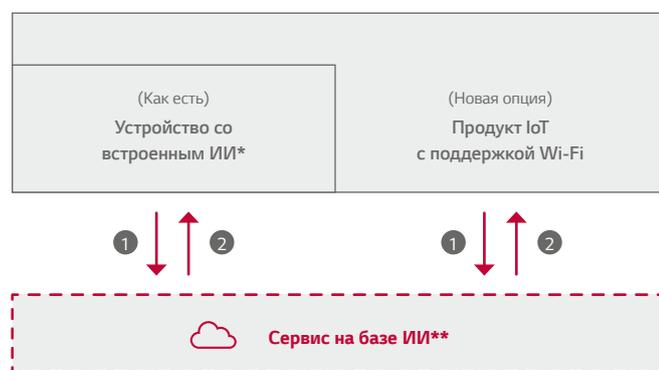 (Как есть)
Устройство со
встроенным ИИ*
(Новая опция)
Продукт IoT
с поддержкой Wi-Fi
1
2
1
2
Сервис на базе ИИ**